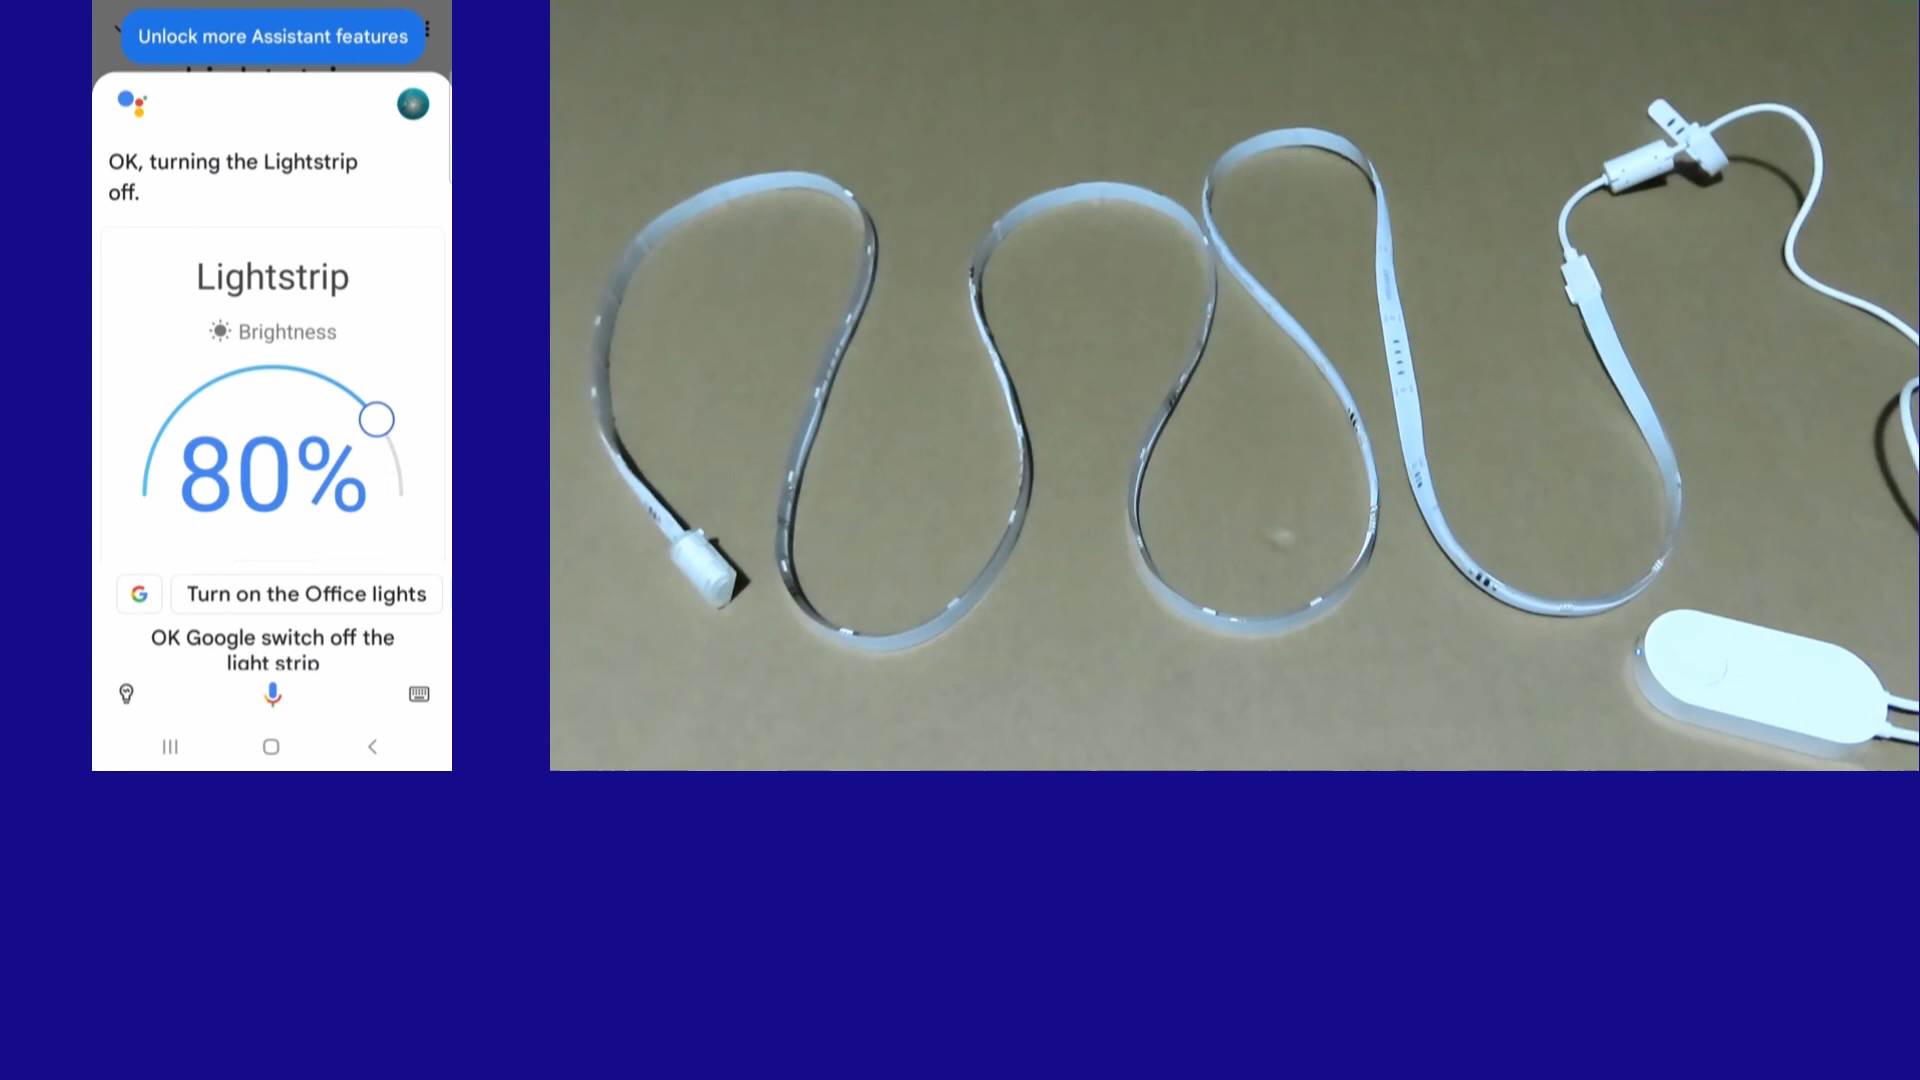 Unlock more Assistant features
OK, turning the Lightstrip
off.
Lightstrip
Brightness
80%
Turn on the Office lights
OK Google switch off the
light strip